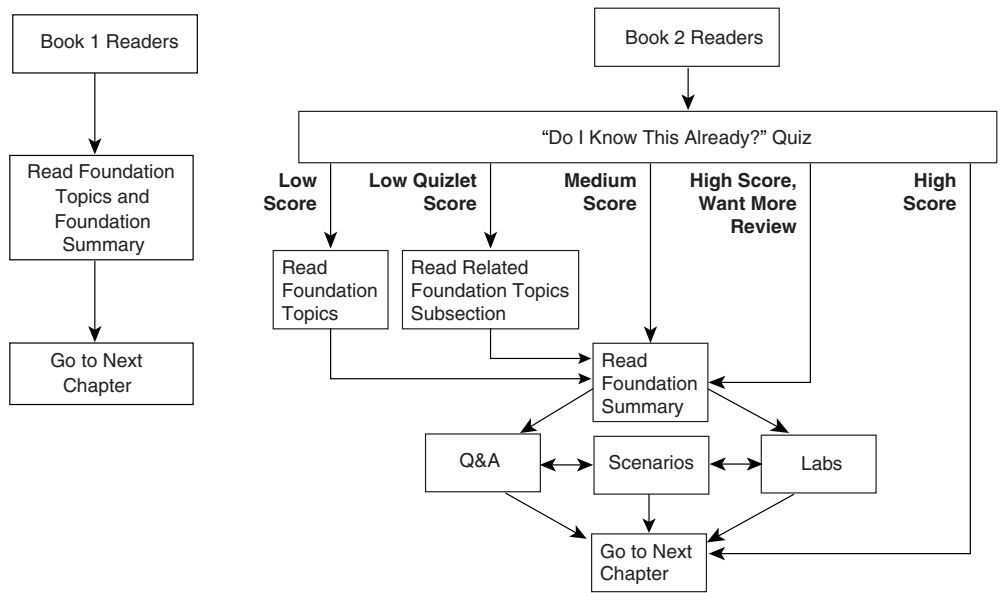 Book 1 Readers
Read Foundation
Topics and
Foundation
Summary
Go to Next
Chapter
Book 2 Readers
“Do I Know This Already?” Quiz
Low
Score
Low Quizlet
Score
Medium
Score
High Score,
Want More
Review
High
Score
Read
Foundation
Topics
Read Related
Foundation Topics
Subsection
Read
Foundation
Summary
Q&A
Scenarios
Labs
Go to Next
Chapter